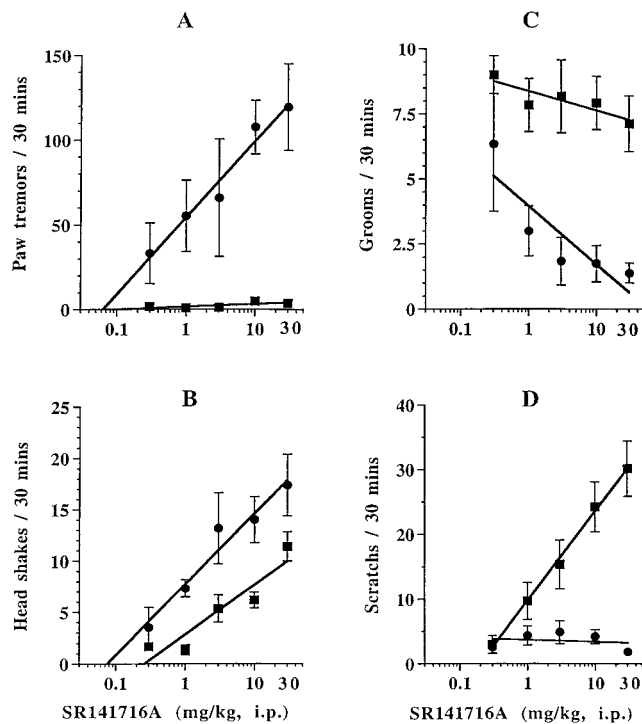 A
Paw tremors / 30 mins
150
100
50
0
0.1 1 10 30
C
Grooms / 30 mins
10
7.5
5
2.5
0
0.1 1 10 30
B
Head shakes / 30 mins
25
20
15
10
5
0
0.1 1 10 30
SR141716A (mg/kg, i.p.)
D
Scratchs / 30 mins
40
30
20
10
0
0.1 1 10 30
SR141716A (mg/kg, i.p.)